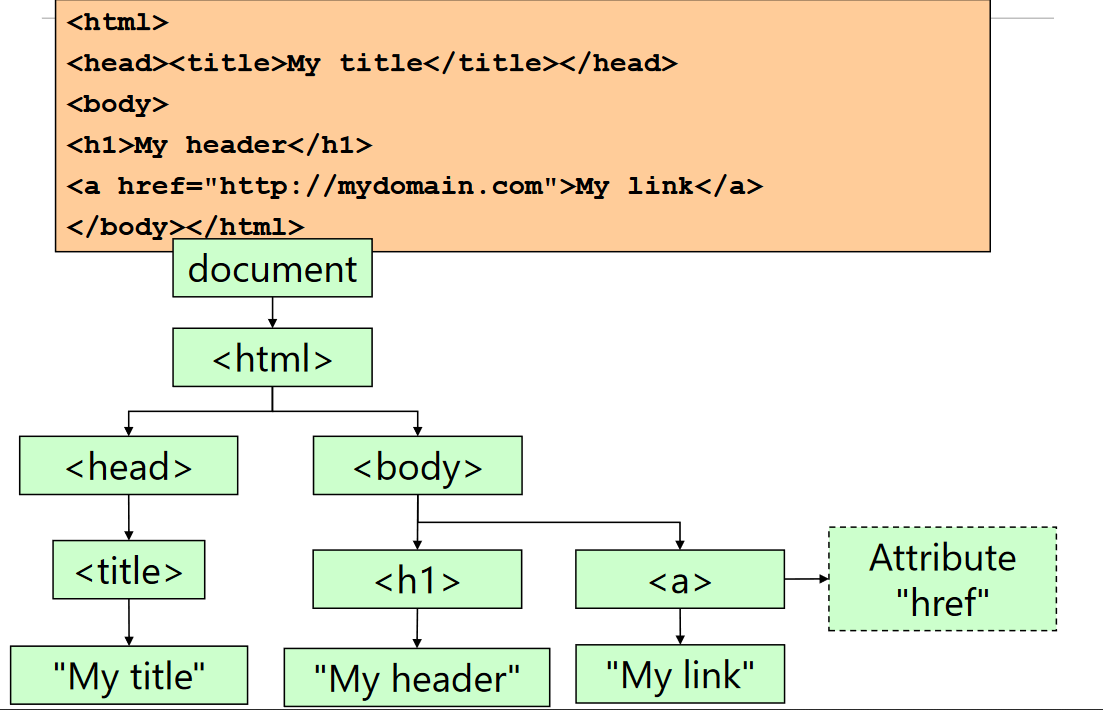 <html>
<head><title>My title</title></head>
<body>
<h1>My header</h1>
<a href="http://mydomain.com">My link</a>
</body></html>
document
<html>
<head>
<body>
<title>
<h1>
<a>
Attribute
"href"
"My title"
"My header"
"My link"